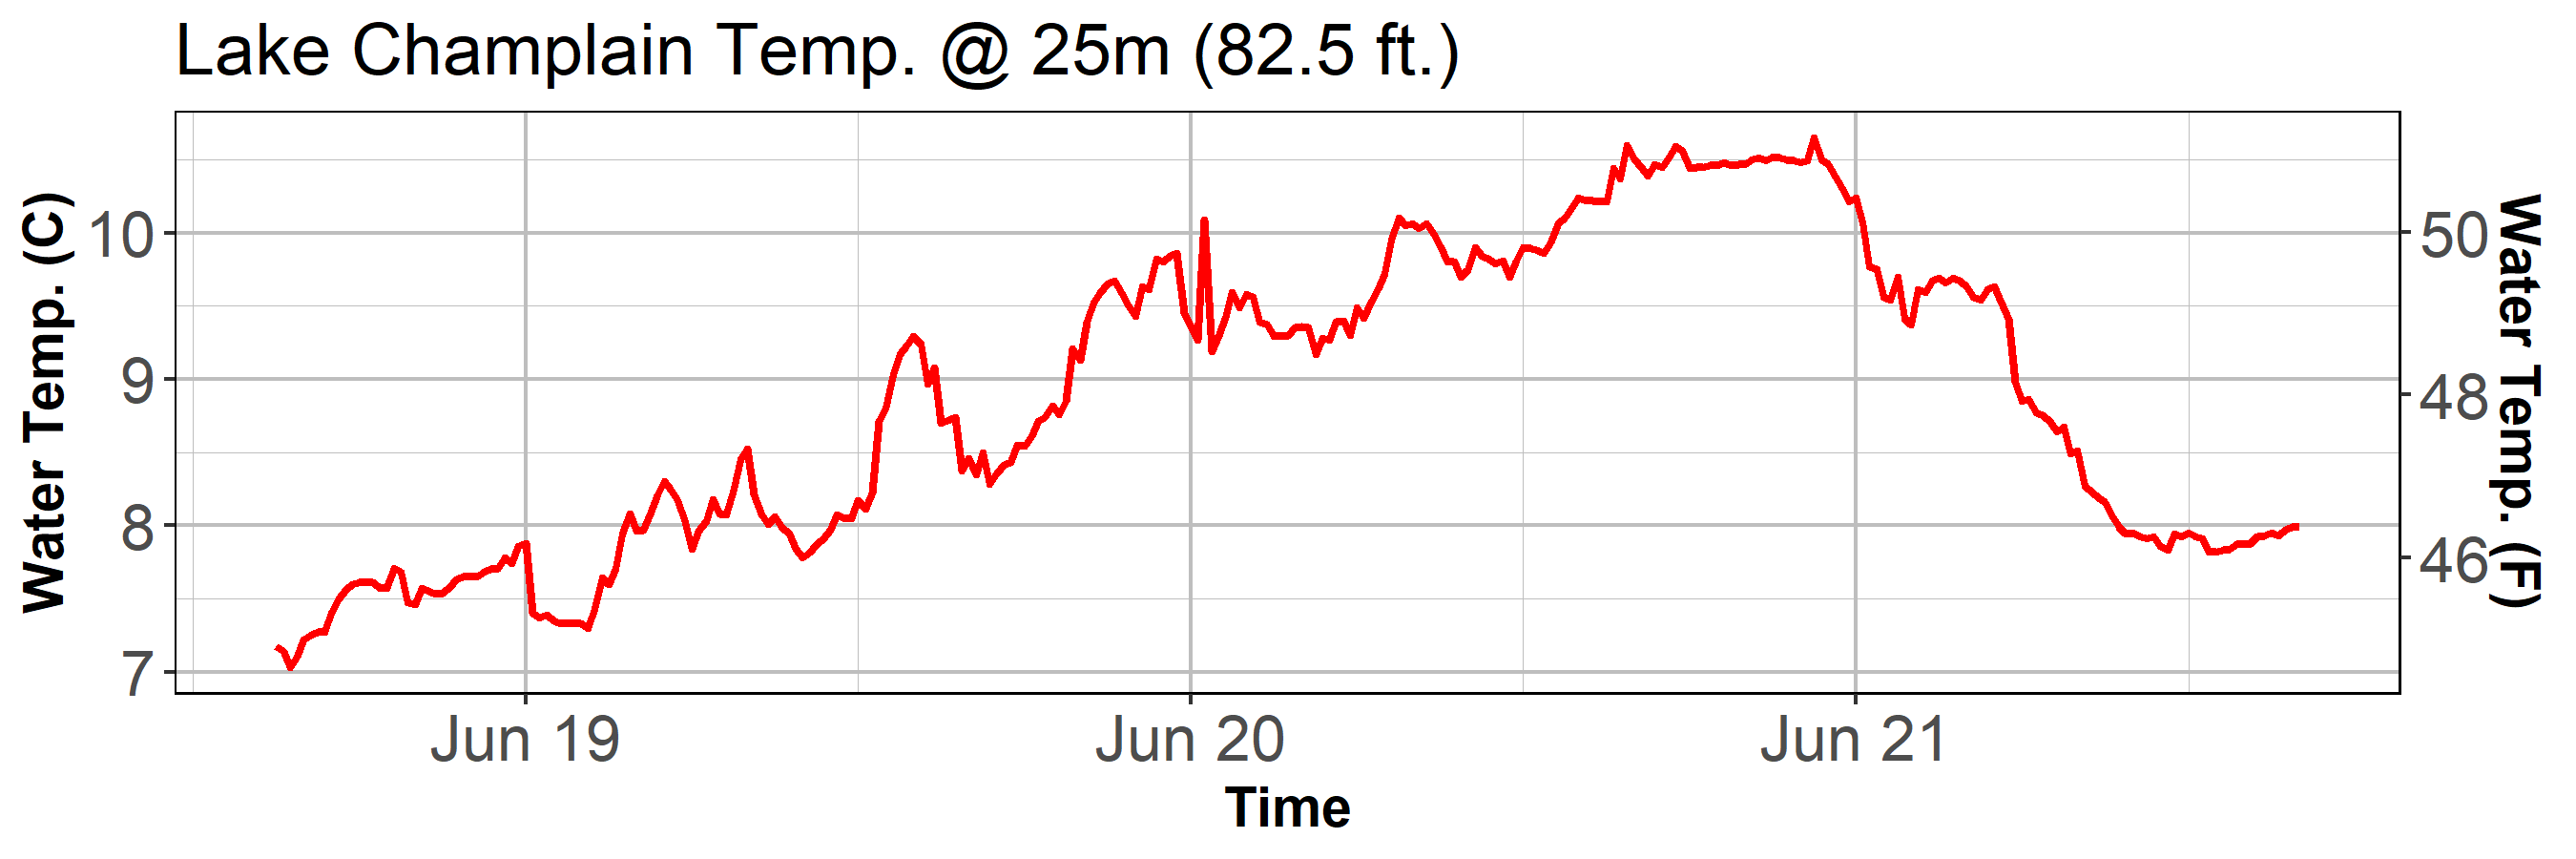 Lake Champlain Temp. @ 25m (82.5 ft.)
Water Temp. (C)
10
9
8
7
50
48
46
Water Temp. (F)
Jun 19
Jun 20
Jun 21
Time